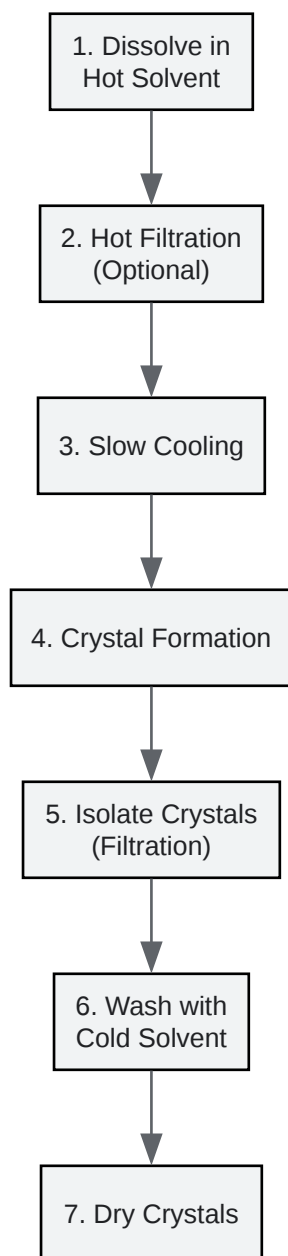 1. Dissolve in
Hot Solvent
2. Hot Filtration
(Optional)
3. Slow Cooling
4. Crystal Formation
5. Isolate Crystals
(Filtration)
6. Wash with
Cold Solvent
7. Dry Crystals